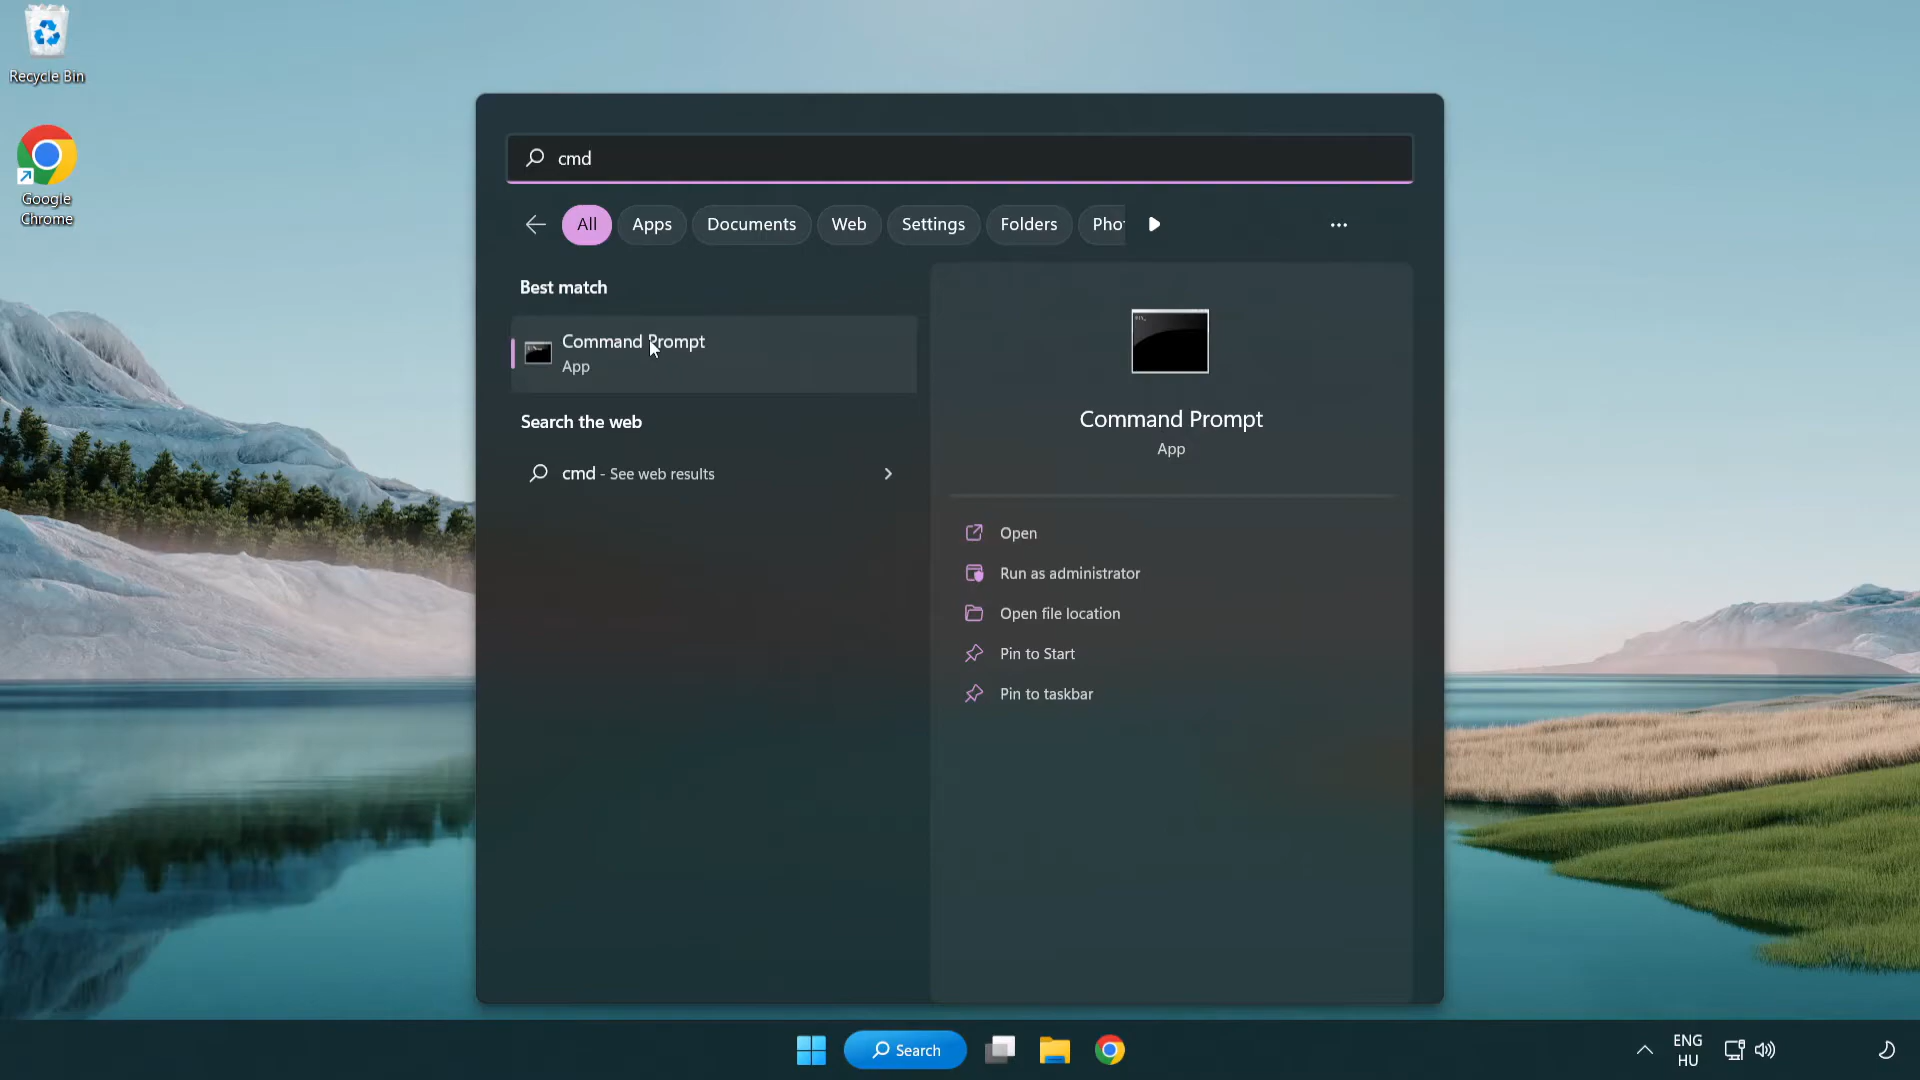 Recycle Bin
Google
Chrome
cmd
All
Apps
Documents
Web
Settings
Folders
Pho
Best match
Command Prompt
App
Search the web
cmd - See web results
Command Prompt
App
Open
Run as administrator
Open file location
Pin to Start
Pin to taskbar
Search
ENG
HU